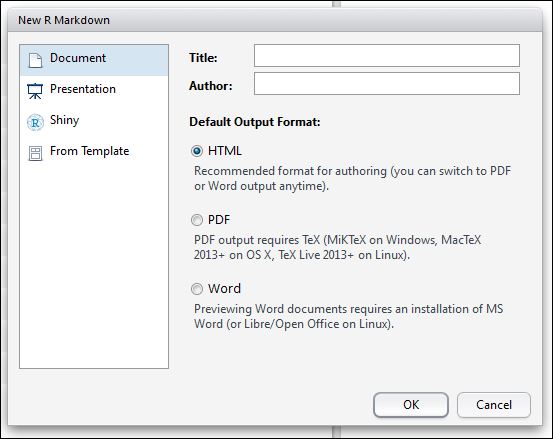 New R Markdown
Document
Presentation
Shiny
From Template
Title:
Author:
Default Output Format:
HTML
Recommended format for authoring (you can switch to PDF
or Word output anytime).
PDF
PDF output requires TeX (MiKTeX on Windows, MacTeX
2013+ on OS X, TeX Live 2013+ on Linux).
Word
Previewing Word documents requires an installation of MS
Word (or Libre/Open Office on Linux).
OK
Cancel